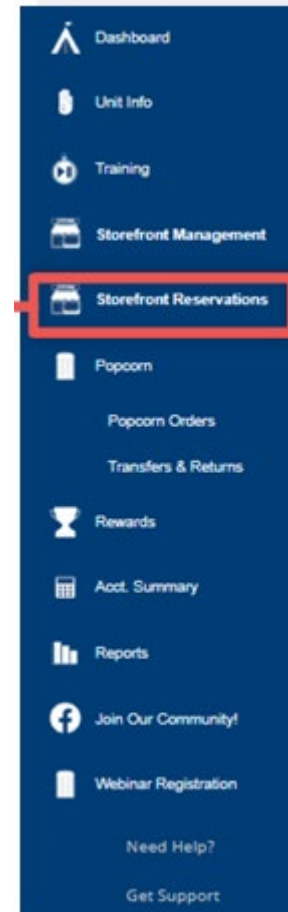 Dashboard
Unit Info
Training
Storefront Management
Storefront Reservations
Popcorn
Popcorn Orders
Transfers & Returns
Rewards
Acct. Summary
Reports
Join Our Community!
Webinar Registration
Need Help?
Get Support